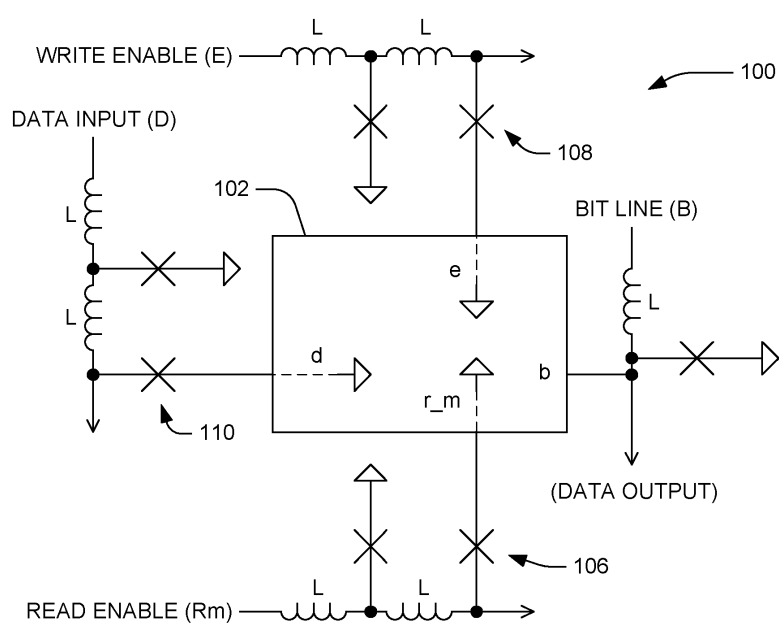 L
L
WRITE ENABLE (E)
100
DATA INPUT (D)
108
102
L
BIT LINE (B)
e
L
L
d
b
r_m
110
(DATA OUTPUT)
106
L
L
READ ENABLE (Rm)